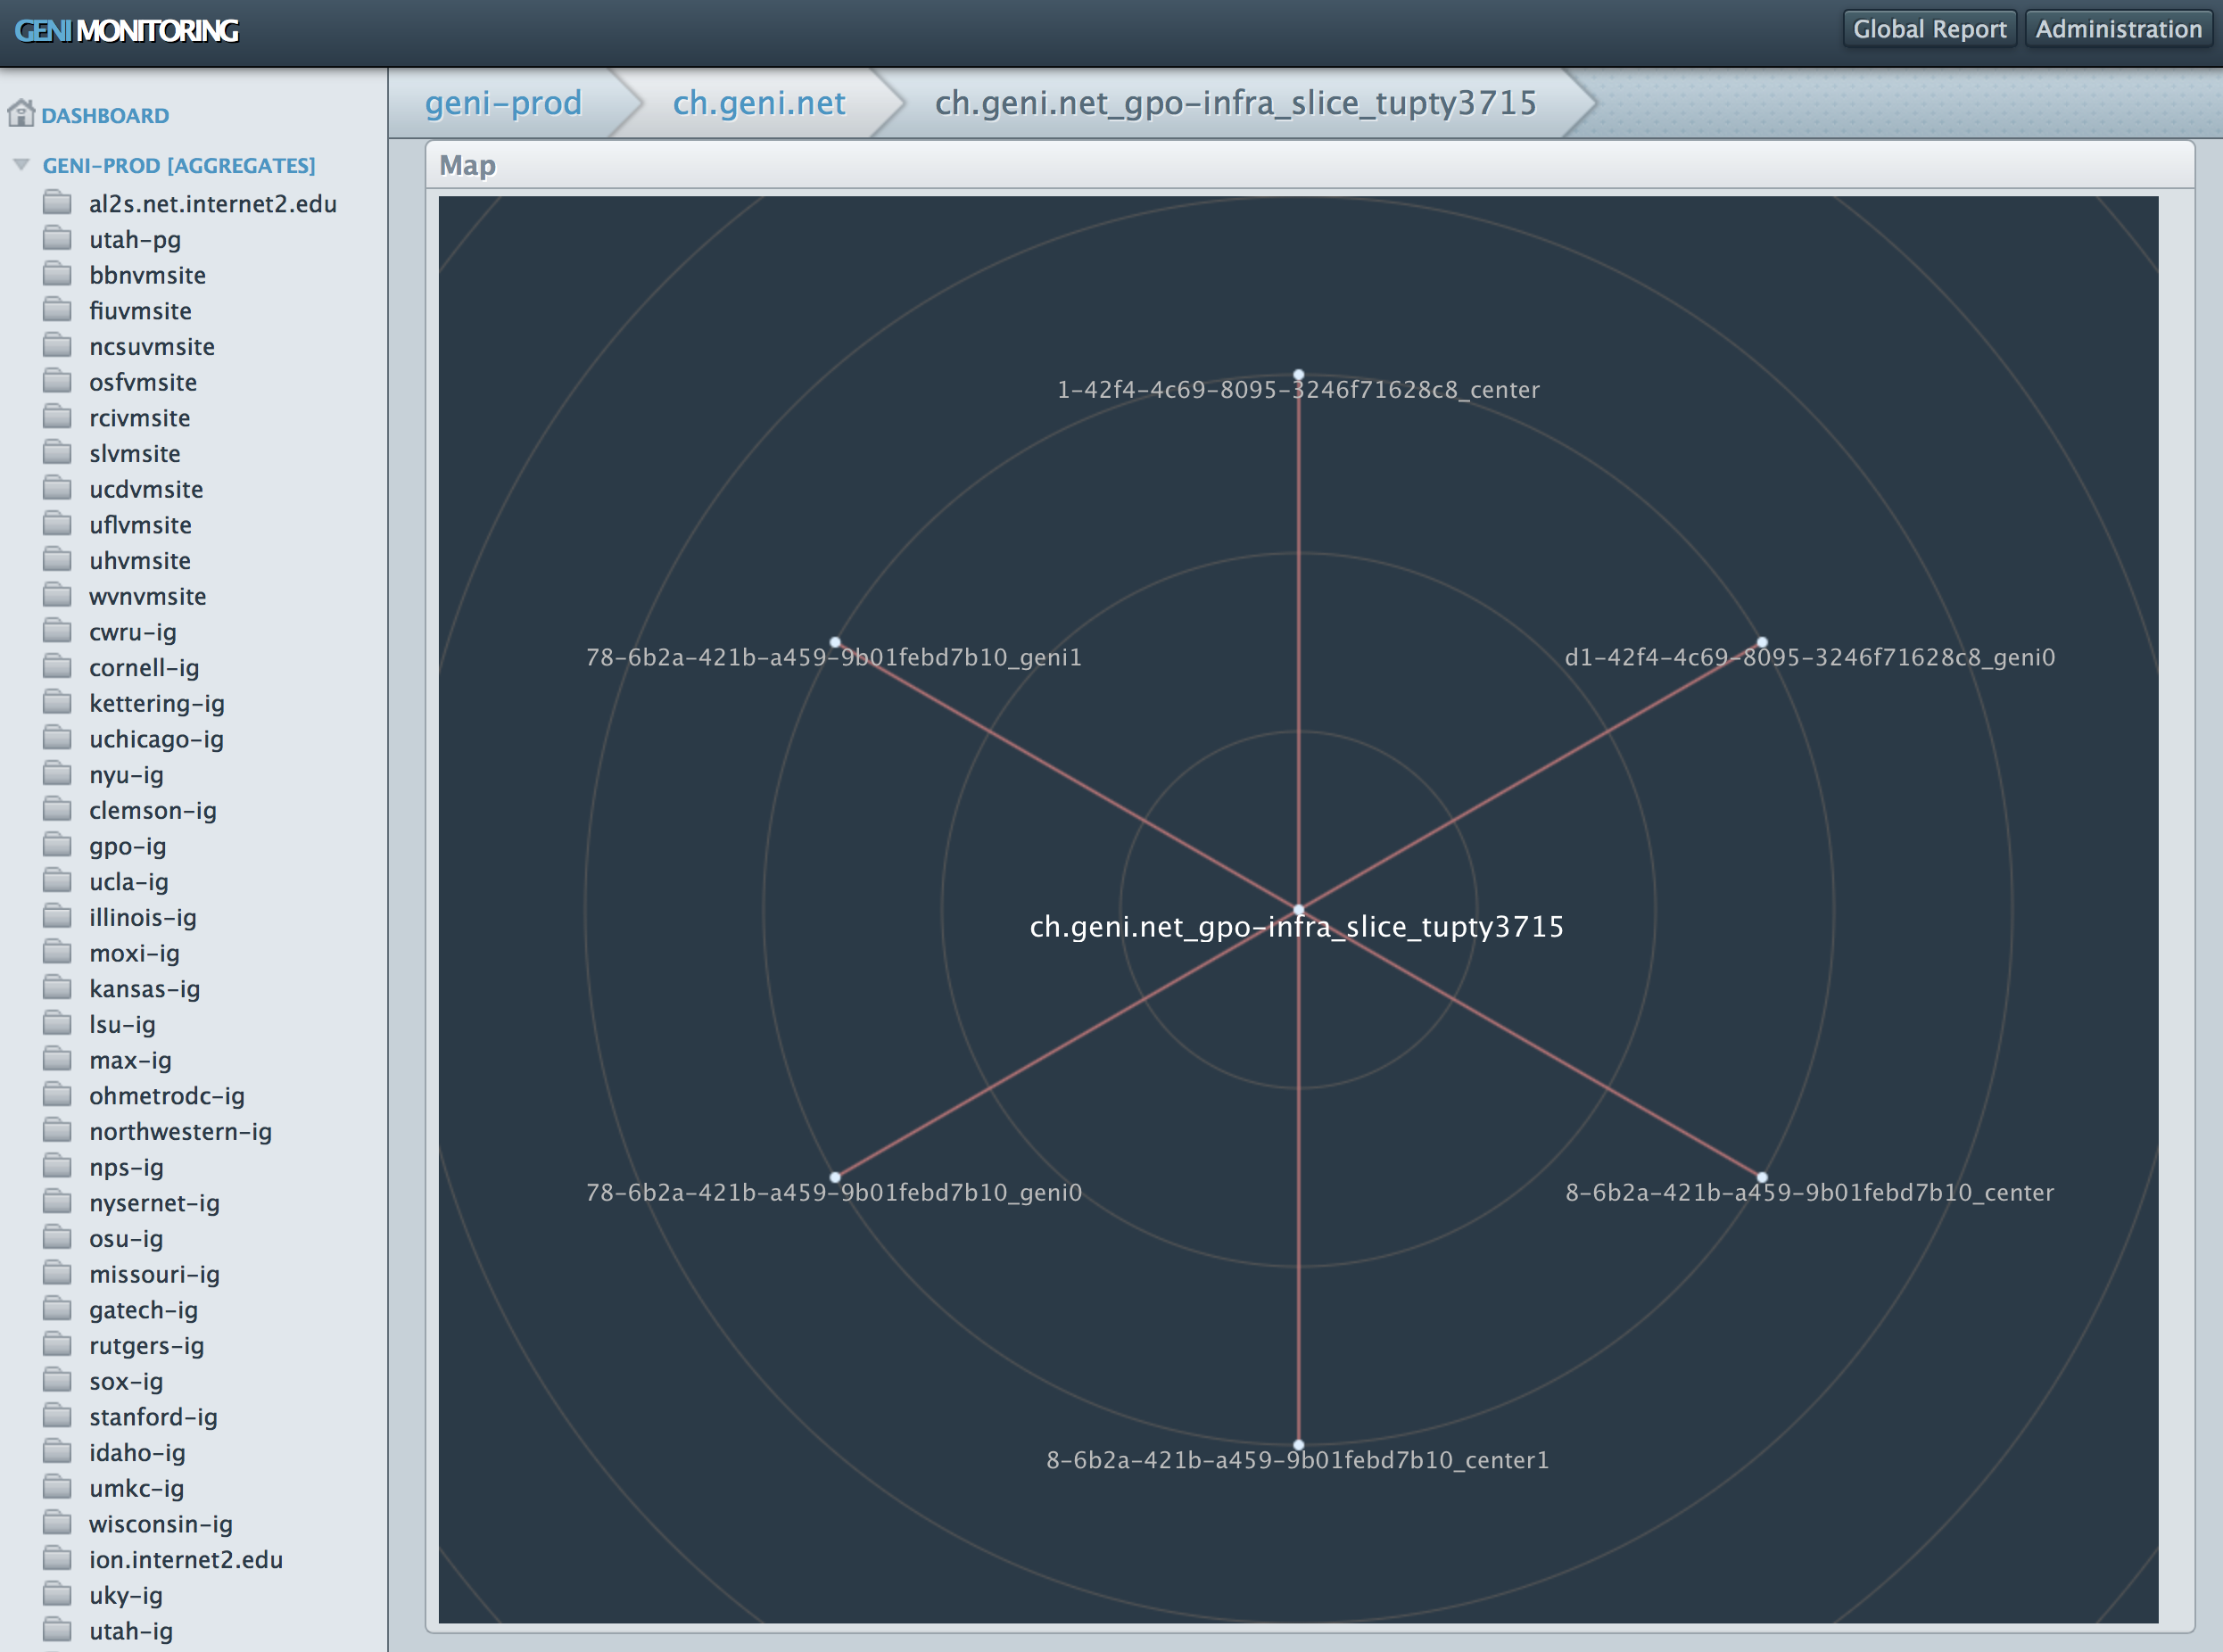 GENI MONITORING
Global Report
Administration
DASHBOARD
GENI-PROD [AGGREGATES]
al2s.net.internet2.edu
utah-pg
bbnvmsite
fiuvmsite
ncsuvmsite
osfvmsite
rcivmsite
slvmsite
ucdvmsite
uflvmsite
uhvmsite
wvnvmsite
cwru-ig
cornell-ig
kettering-ig
uchicago-ig
nyu-ig
clemson-ig
gpo-ig
ucla-ig
illinois-ig
moxi-ig
kansas-ig
lsu-ig
max-ig
ohmetrodc-ig
northwestern-ig
nps-ig
nysernet-ig
osu-ig
missouri-ig
gatech-ig
rutgers-ig
sox-ig
stanford-ig
idaho-ig
umkc-ig
wisconsin-ig
ion.internet2.edu
uky-ig
utah-ig
geni-prod
ch.geni.net
ch.geni.net_gpo-infra_slice_tupty3715
Map
1-42f4-4c69-8095-3246f71628c8_center
78-6b2a-421b-a459-9b01febd7b10_geni1
d1-42f4-4c69-8095-3246f71628c8_geni0
ch.geni.net_gpo-infra_slice_tupty3715
78-6b2a-421b-a459-9b01febd7b10_geni0
8-6b2a-421b-a459-9b01febd7b10_center
8-6b2a-421b-a459-9b01febd7b10_center1